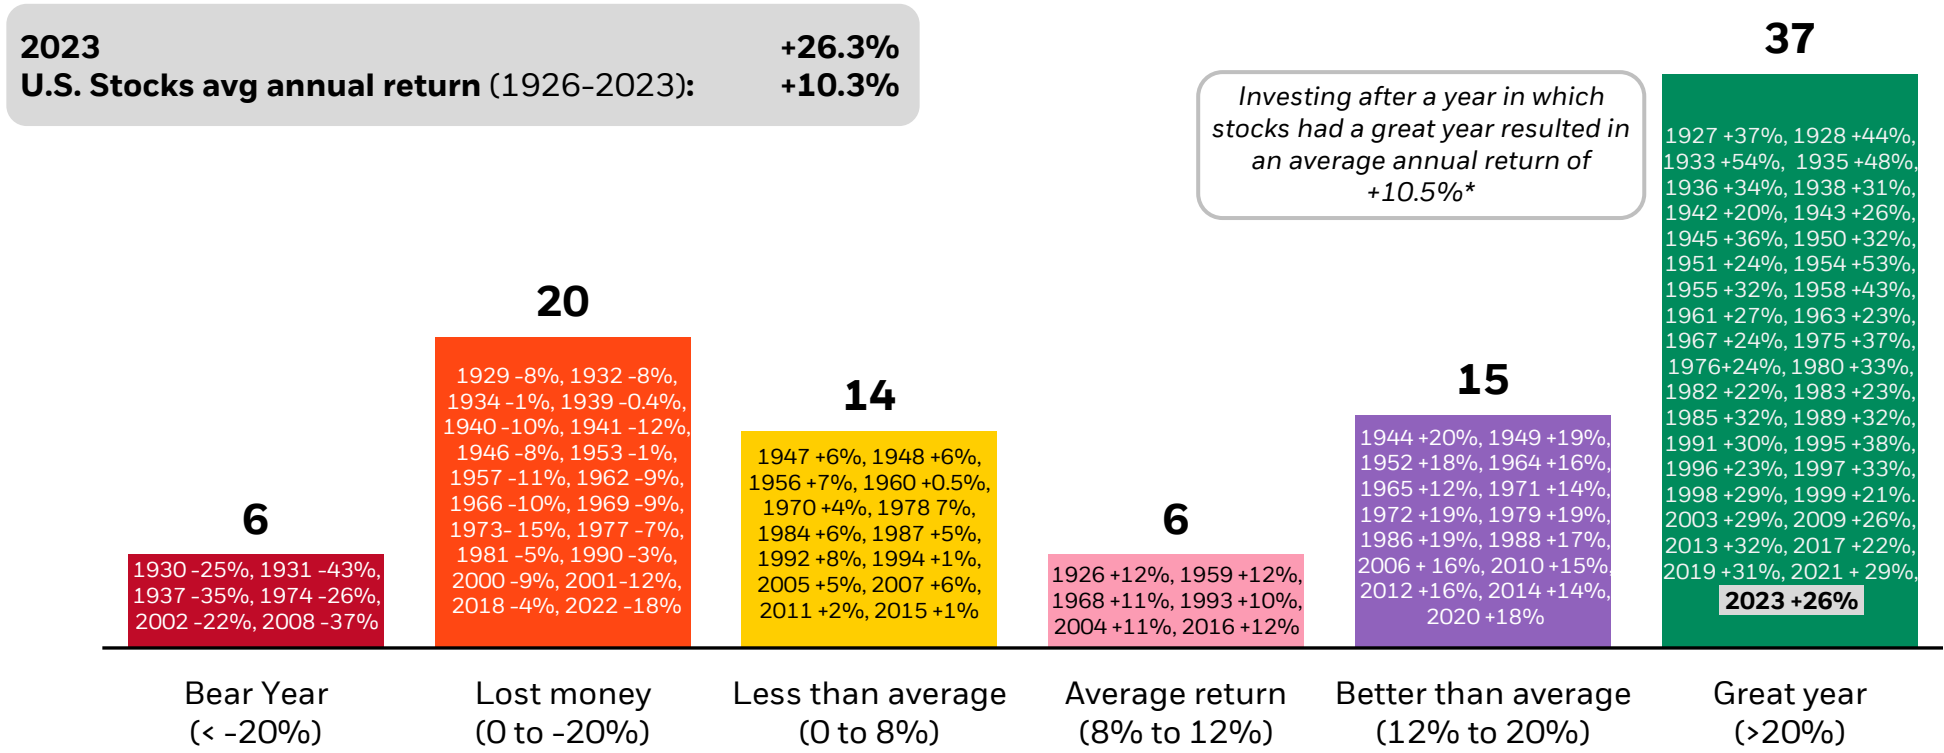 2023 +26.3%
U.S. Stocks avg annual return (1926-2023): +10.3%
Investing after a year in which
stocks had a great year resulted in
an average annual return of
+10.5%*
6
1930 -25%, 1931 -43%,
1937 -35%, 1974 -26%,
2002 -22%, 2008 -37%
Bear Year
(< -20%)
20
1929 -8%, 1932 -8%,
1934 -1%, 1939 -0.4%,
1940 -10%, 1941 -12%,
1946 -8%, 1953 -1%,
1957 -11%, 1962 -9%,
1966 -10%, 1969 -9%,
1973- 15%, 1977 -7%,
1981 -5%, 1990 -3%,
2000 -9%, 2001-12%,
2018 -4%, 2022 -18%
Lost money
(0 to -20%)
14
1947 +6%, 1948 +6%,
1956 +7%, 1960 +0.5%,
1970 +4%, 1978 7%,
1984 +6%, 1987 +5%,
1992 +8%, 1994 +1%,
2005 +5%, 2007 +6%,
2011 +2%, 2015 +1%
Less than average
(0 to 8%)
6
1926 +12%, 1959 +12%,
1968 +11%, 1993 +10%,
2004 +11%, 2016 +12%
Average return
(8% to 12%)
15
1944 +20%, 1949 +19%,
1952 +18%, 1964 +16%,
1965 +12%, 1971 +14%,
1972 +19%, 1979 +19%,
1986 +19%, 1988 +17%,
2006 + 16%, 2010 +15%,
2012 +16%, 2014 +14%,
2020 +18%
Better than average
(12% to 20%)
37
1927 +37%, 1928 +44%,
1933 +54%, 1935 +48%,
1936 +34%, 1938 +31%,
1942 +20%, 1943 +26%,
1945 +36%, 1950 +32%,
1951 +24%, 1954 +53%,
1955 +32%, 1958 +43%,
1961 +27%, 1963 +23%,
1967 +24%, 1975 +37%,
1976+24%, 1980 +33%,
1982 +22%, 1983 +23%,
1985 +32%, 1989 +32%,
1991 +30%, 1995 +38%,
1996 +23%, 1997 +33%,
1998 +29%, 1999 +21%.
2003 +29%, 2009 +26%,
2013 +32%, 2017 +22%,
2019 +31%, 2021 + 29%,
2023 +26%
Great year
(>20%)